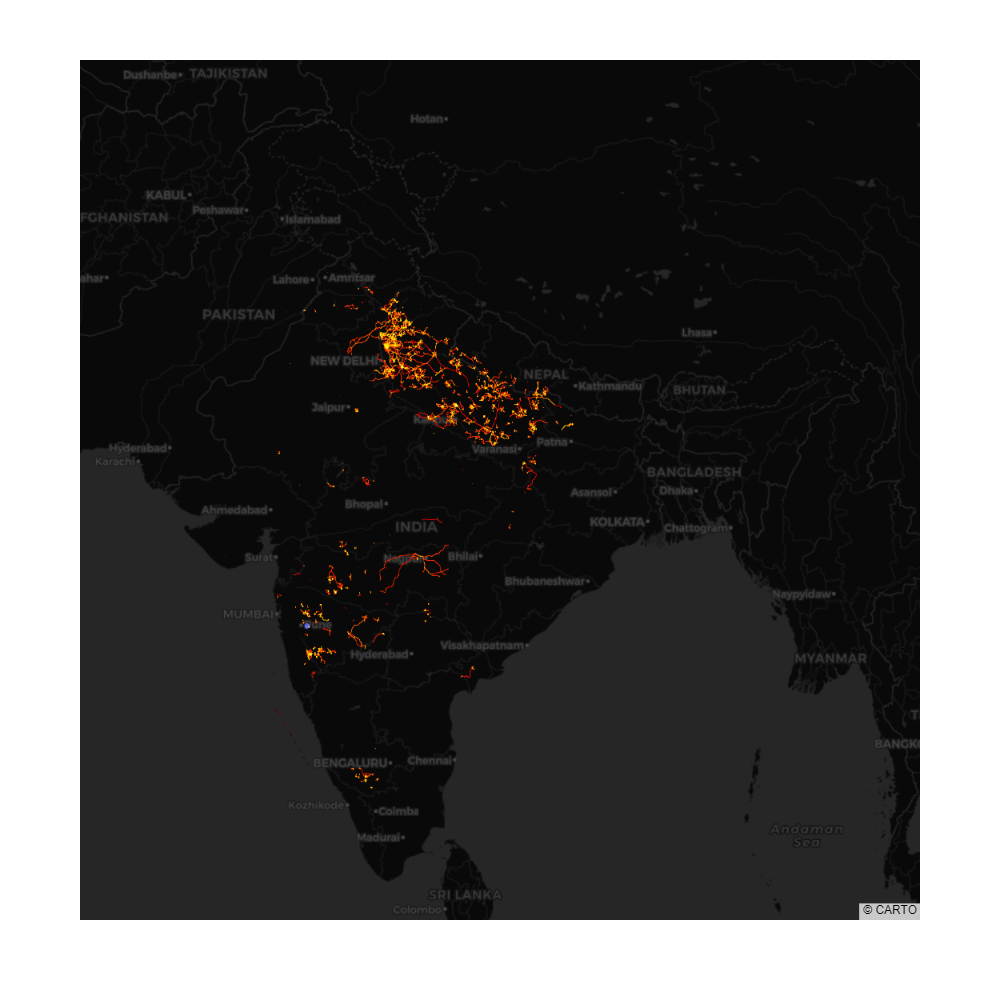 Dushanbe
TAJIKISTAN
Hotan
KABUL
Peshawar
FGHANISTAN
Islamabad
ahar
Lahore
Amritsar
PAKISTAN
Lhasa
NEW DELHI
NEPAL
Kathmandu
BHUTAN
Jaipur
Hyderabad
Karachi
Varanasi
Patna
BANGLADESH
Dhaka
Asansol
Ahmedabad
Bhopal
INDIA
KOLKATA
Chattogram
Surat
Nagpur
Bhilai
Bhubaneshwar
Naypyidaw
MUMBAI
Pune
Hyderabad
Visakhapatnam
MYANMAR
T
BANGKO
BENGALURU
Chennai
Kozhikode
Coimba
Madurai
Andaman
Sea
SRI LANKA
Colombo
© CARTO